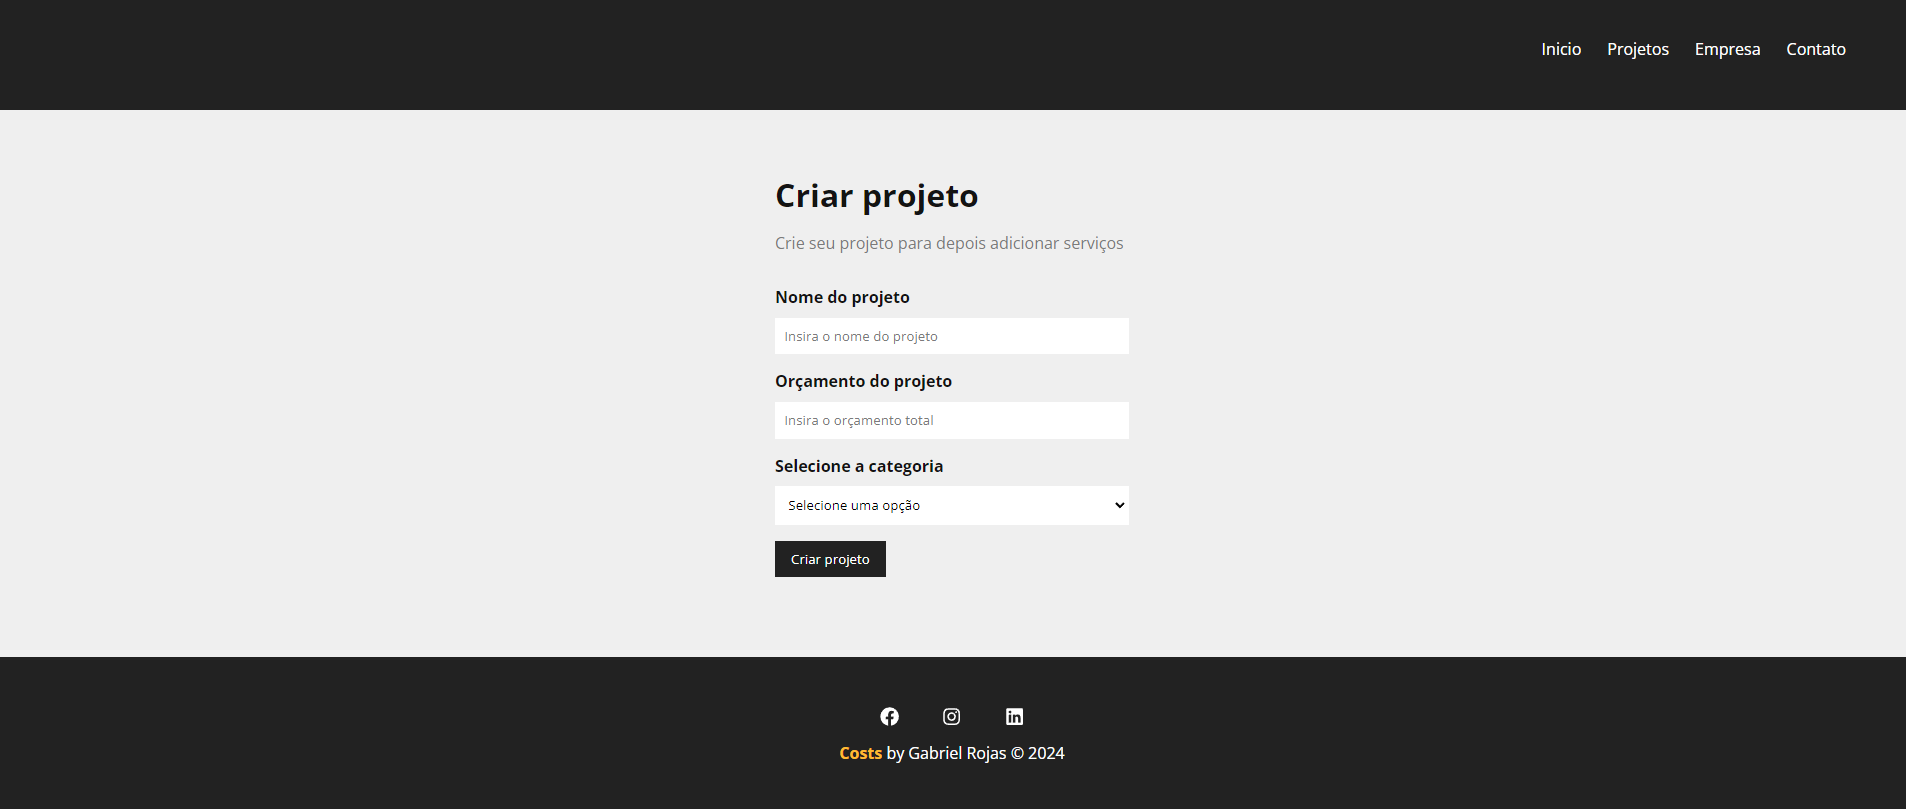 Inicio Projetos Empresa Contato
Criar projeto
Crie seu projeto para depois adicionar serviços
Nome do projeto
Insira o nome do projeto
Orçamento do projeto
Insira o orçamento total
Selecione a categoria
Selecione uma opção
Criar projeto
Costs by Gabriel Rojas © 2024